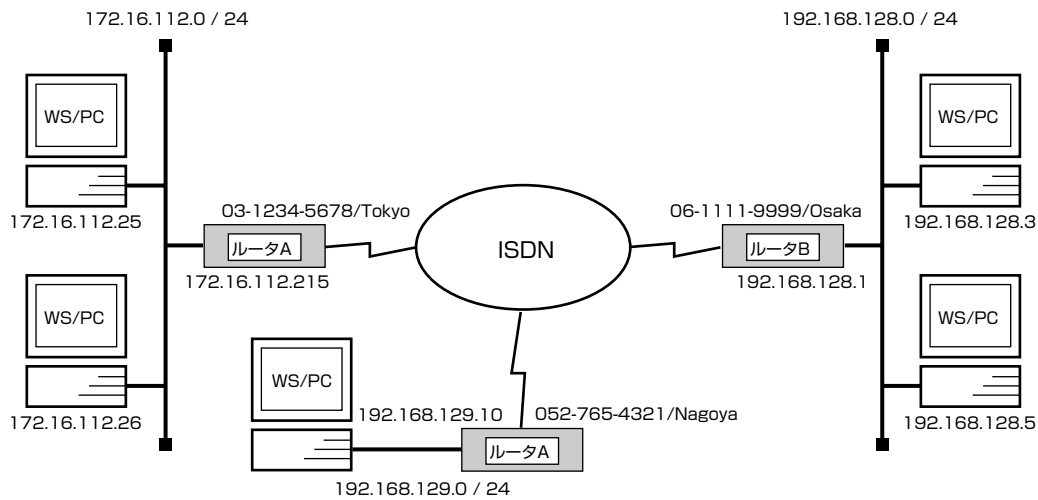 172.16.112.0 / 24
192.168.128.0 / 24
WS/PC
WS/PC
172.16.112.25
03-1234-5678/Tokyo
06-1111-9999/Osaka
192.168.128.3
ルータA
ISDN
ルータB
172.16.112.215
192.168.128.1
WS/PC
WS/PC
WS/PC
172.16.112.26
192.168.129.10
052-765-4321/Nagoya
192.168.128.5
ルータA
192.168.129.0 / 24